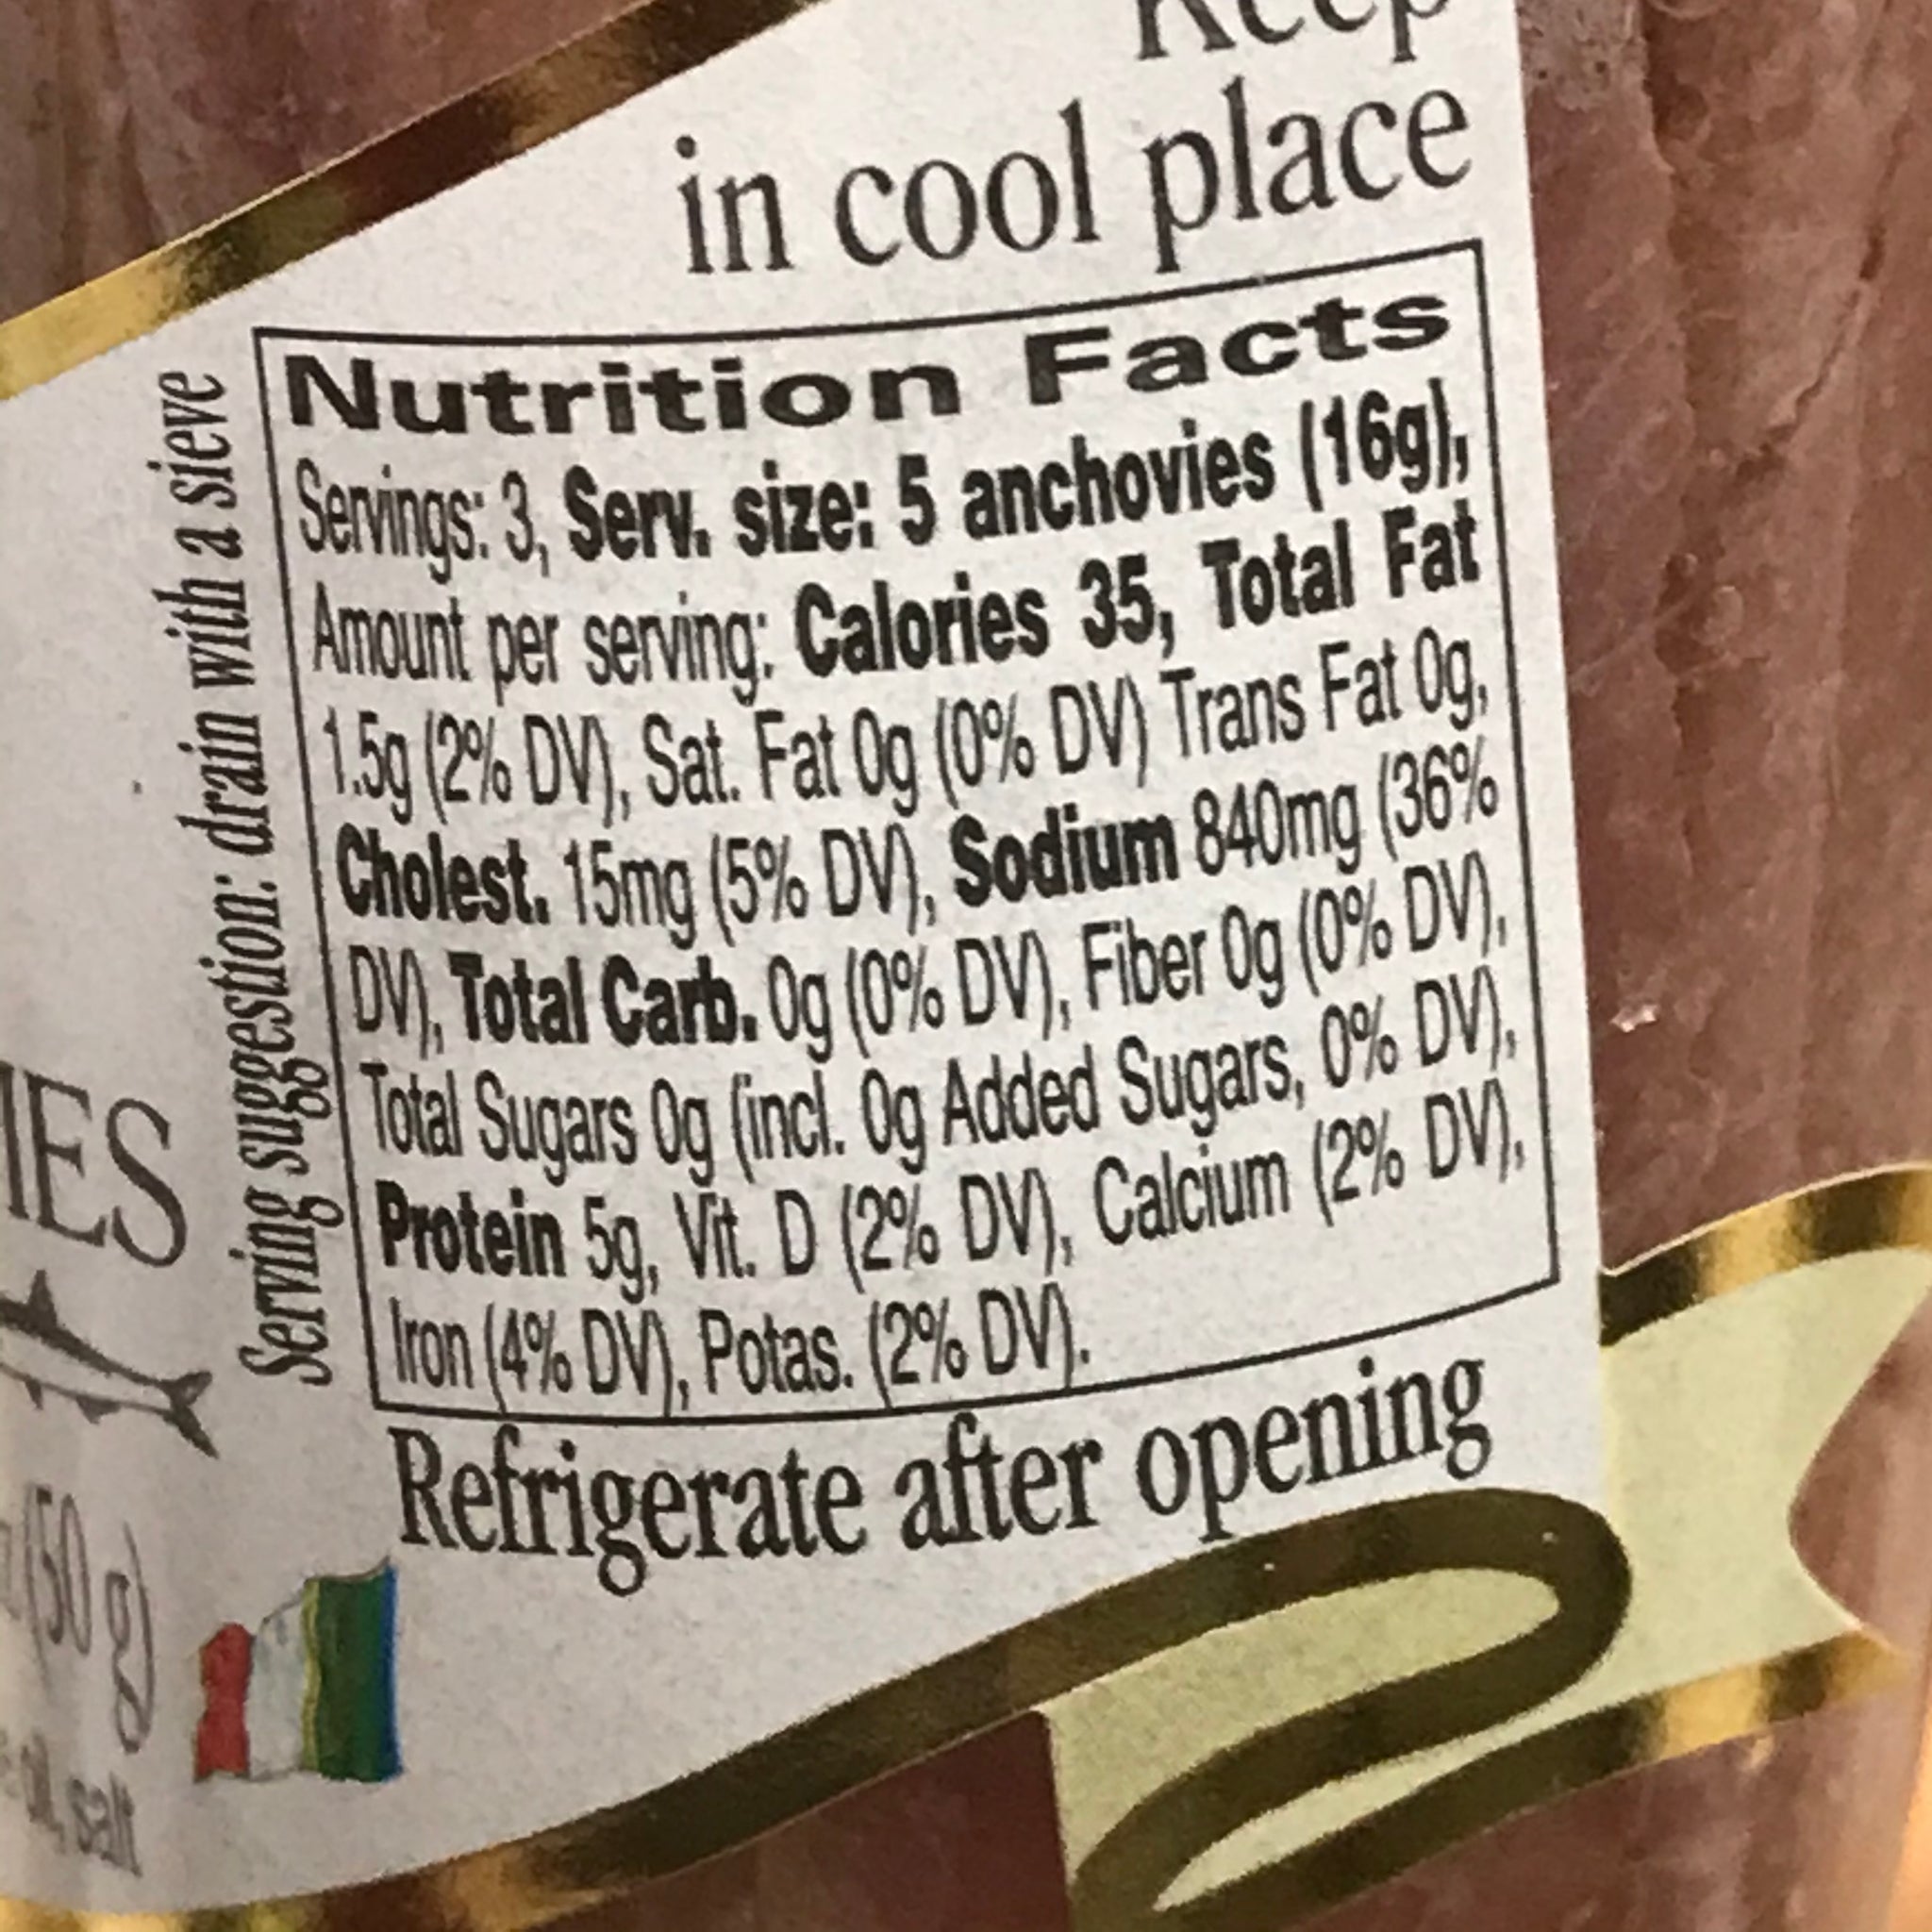 Keep
in cool place
Nutrition Facts
Servings: 3, Serv. size: 5 anchovies (16g),
Amount per serving: Calories 35, Total Fat
1.5g (2% DV), Sat. Fat 0g (0% DV) Trans Fat 0g,
Cholest. 15mg (5% DV), Sodium 840mg (36%
DV), Total Carb. 0g (0% DV), Fiber 0g (0% DV),
Total Sugars 0g (incl. 0g Added Sugars, 0% DV),
Protein 5g, Vit. D (2% DV), Calcium (2% DV),
Iron (4% DV), Potas. (2% DV).
Refrigerate after opening
Serving suggestion: drain with a sieve
IES
(50 g)
oil, salt